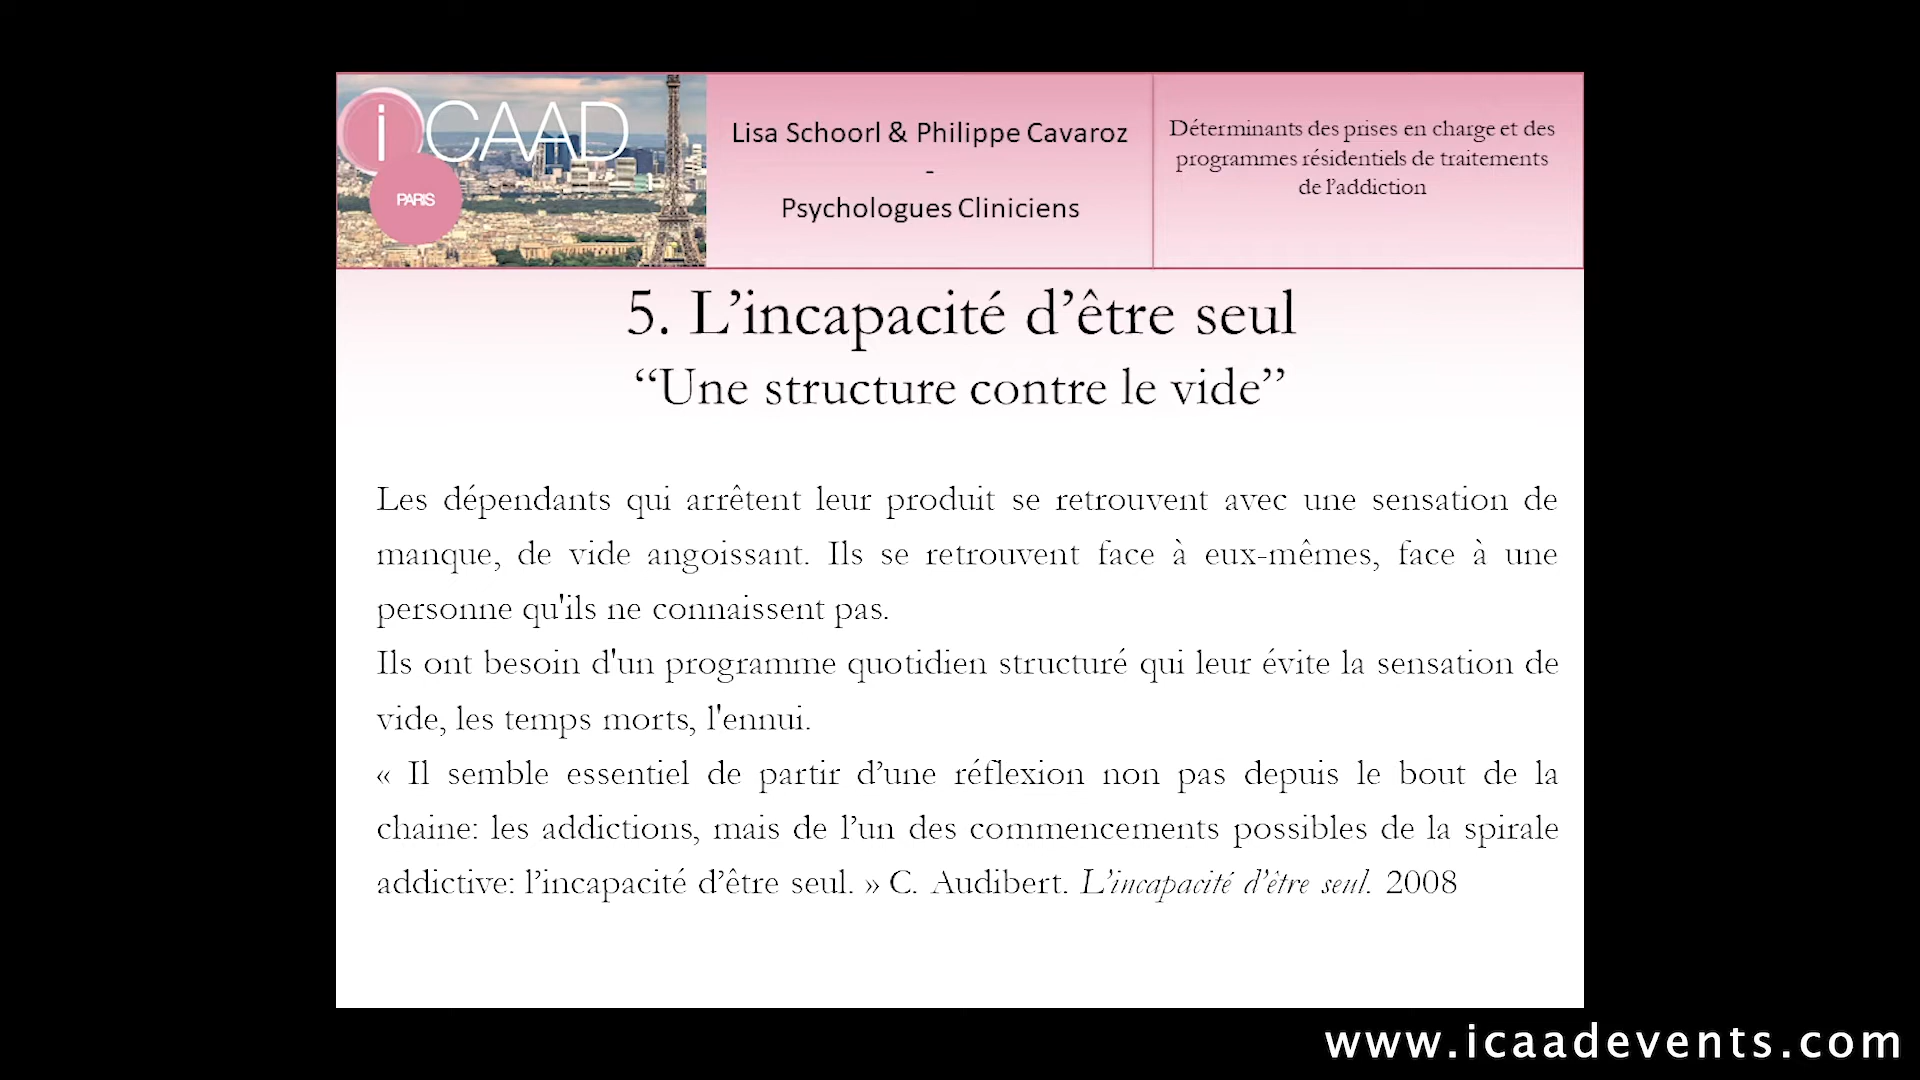 iCAAD
PARIS
Lisa Schoorl & Philippe Cavaroz
-
Psychologues Cliniciens
Déterminants des prises en charge et des
programmes résidentiels de traitements
de l’addiction
5. L’incapacité d’être seul
“Une structure contre le vide”
Les dépendants qui arrêtent leur produit se retrouvent avec une sensation de
manque, de vide angoissant. Ils se retrouvent face à eux-mêmes, face à une
personne qu'ils ne connaissent pas.
Ils ont besoin d'un programme quotidien structuré qui leur évite la sensation de
vide, les temps morts, l'ennui.
« Il semble essentiel de partir d’une réflexion non pas depuis le bout de la
chaine: les addictions, mais de l’un des commencements possibles de la spirale
addictive: l’incapacité d’être seul. » C. Audibert. L’incapacité d’être seul. 2008
www.icaadevents.com